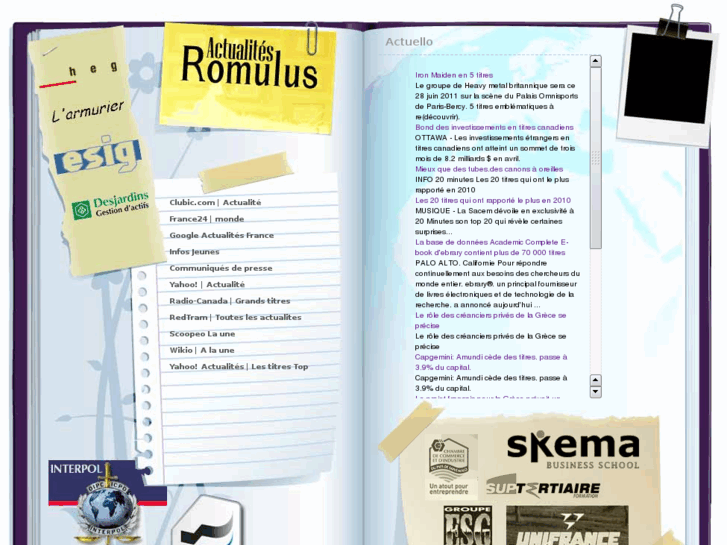 heg
L'armurier
esig
Desjardins
Gestion d'actifs
Actualités
Romulus
Clubic.com | Actualité
France24 | monde
Google Actualités France
Infos Jeunes
Communiqués de presse
Yahoo! | Actualité
Radio-Canada | Grands titres
RedTram | Toutes les actualites
Scoopeo La une
Wikio | A la une
Yahoo! Actualités | Les titres Top
INTERPOL
OIPC ICPO
INTERPOL
Actuello
Iron Maiden en 5 titres
Le groupe de Heavy metal britannique sera ce
28 juin 2011 sur la scène du Palais Omnisports
de Paris-Bercy. 5 titres emblématiques à
re(découvrir).
Bond des investissements en titres canadiens
OTTAWA - Les investissements étrangers en
titres canadiens ont atteint un sommet de trois
mois de 8.2 milliards $ en avril.
Mieux que des tubes.des canons à oreilles
INFO 20 minutes Les 20 titres qui ont le plus
rapporté en 2010
Les 20 titres qui ont rapporté le plus en 2010
MUSIQUE - La Sacem dévoile en exclusivité à
20 Minutes son top 20 qui révèle certaines
surprises...
La base de données Academic Complete E-
book d'ebrary contient plus de 70 000 titres
PALO ALTO. Californie Pour répondre
continuellement aux besoins des chercheurs du
monde entier. ebrary®. un principal fournisseur
de livres électroniques et de technologie de la
recherche. a annoncé aujourd'hui ...
Le rôle des créanciers privés de la Grèce se
précise
Le rôle des créanciers privés de la Grèce se
précise
Capgemini: Amundi cède des titres. passe à
3.9% du capital.
Capgemini: Amundi cède des titres. passe à
3.9% du capital.
CHAMBRE
DE COMMERCE
ET D'INDUSTRIE
Un atout pour
entreprendre
skema
BUSINESS SCHOOL
SUPTERTIAIRE
FORMATION
GROUPE
ESG
UNIFRANCE